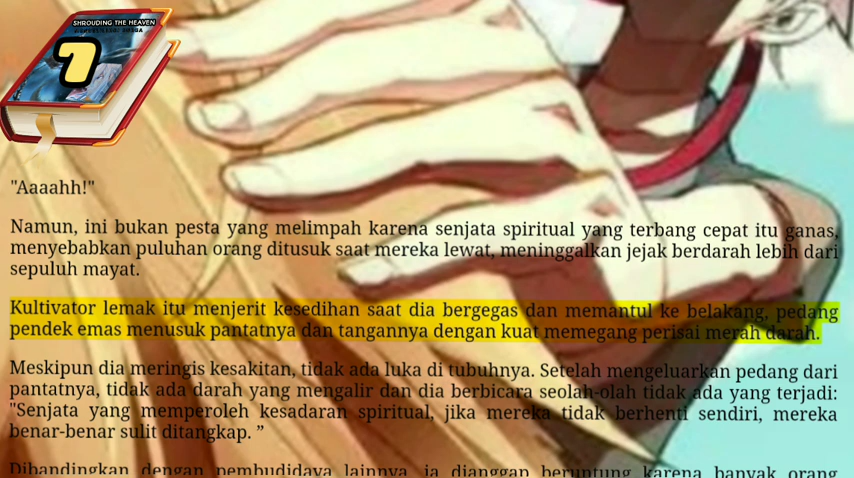 SHROUDING THE HEAVEN
7
"Aaaahh!"
Namun, ini bukan pesta yang melimpah karena senjata spiritual yang terbang cepat itu ganas,
menyebabkan puluhan orang ditusuk saat mereka lewat, meninggalkan jejak berdarah lebih dari
sepuluh mayat.
Kultivator lemak itu menjerit kesedihan saat dia bergegas dan memantul ke belakang, pedang
pendek emas menusuk pantatnya dan tangannya dengan kuat memegang perisai merah darah.
Meskipun dia meringis kesakitan, tidak ada luka di tubuhnya. Setelah mengeluarkan pedang dari
pantatnya, tidak ada darah yang mengalir dan dia berbicara seolah-olah tidak ada yang terjadi:
"Senjata yang memperoleh kesadaran spiritual, jika mereka tidak berhenti sendiri, mereka
benar-benar sulit ditangkap. ”
Dibandingkan dengan pembudidaya lainnya, ia dianggap beruntung karena banyak orang